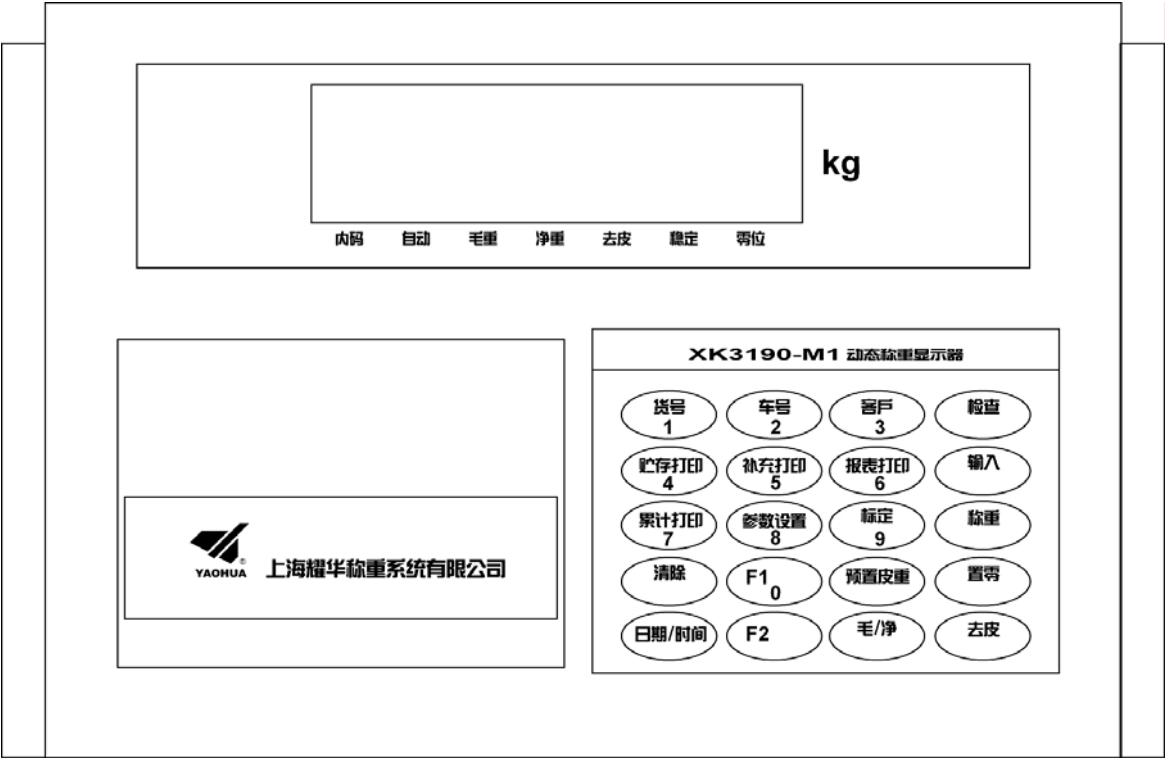 kg
内码 自动 毛重 净重 去皮 稳定 零位
XK3190-M1 动态称重显示器
货号 车号 客戶 检查
1 2 3
贮存打印 补充打印 报表打印 输入
4 5 6
累计打印 参数设置 标定 称重
7 8 9
清除 F1 预置皮重 置零
0
日期/时间 F2 毛/净 去皮
®
YAOHUA 上海耀华称重系统有限公司